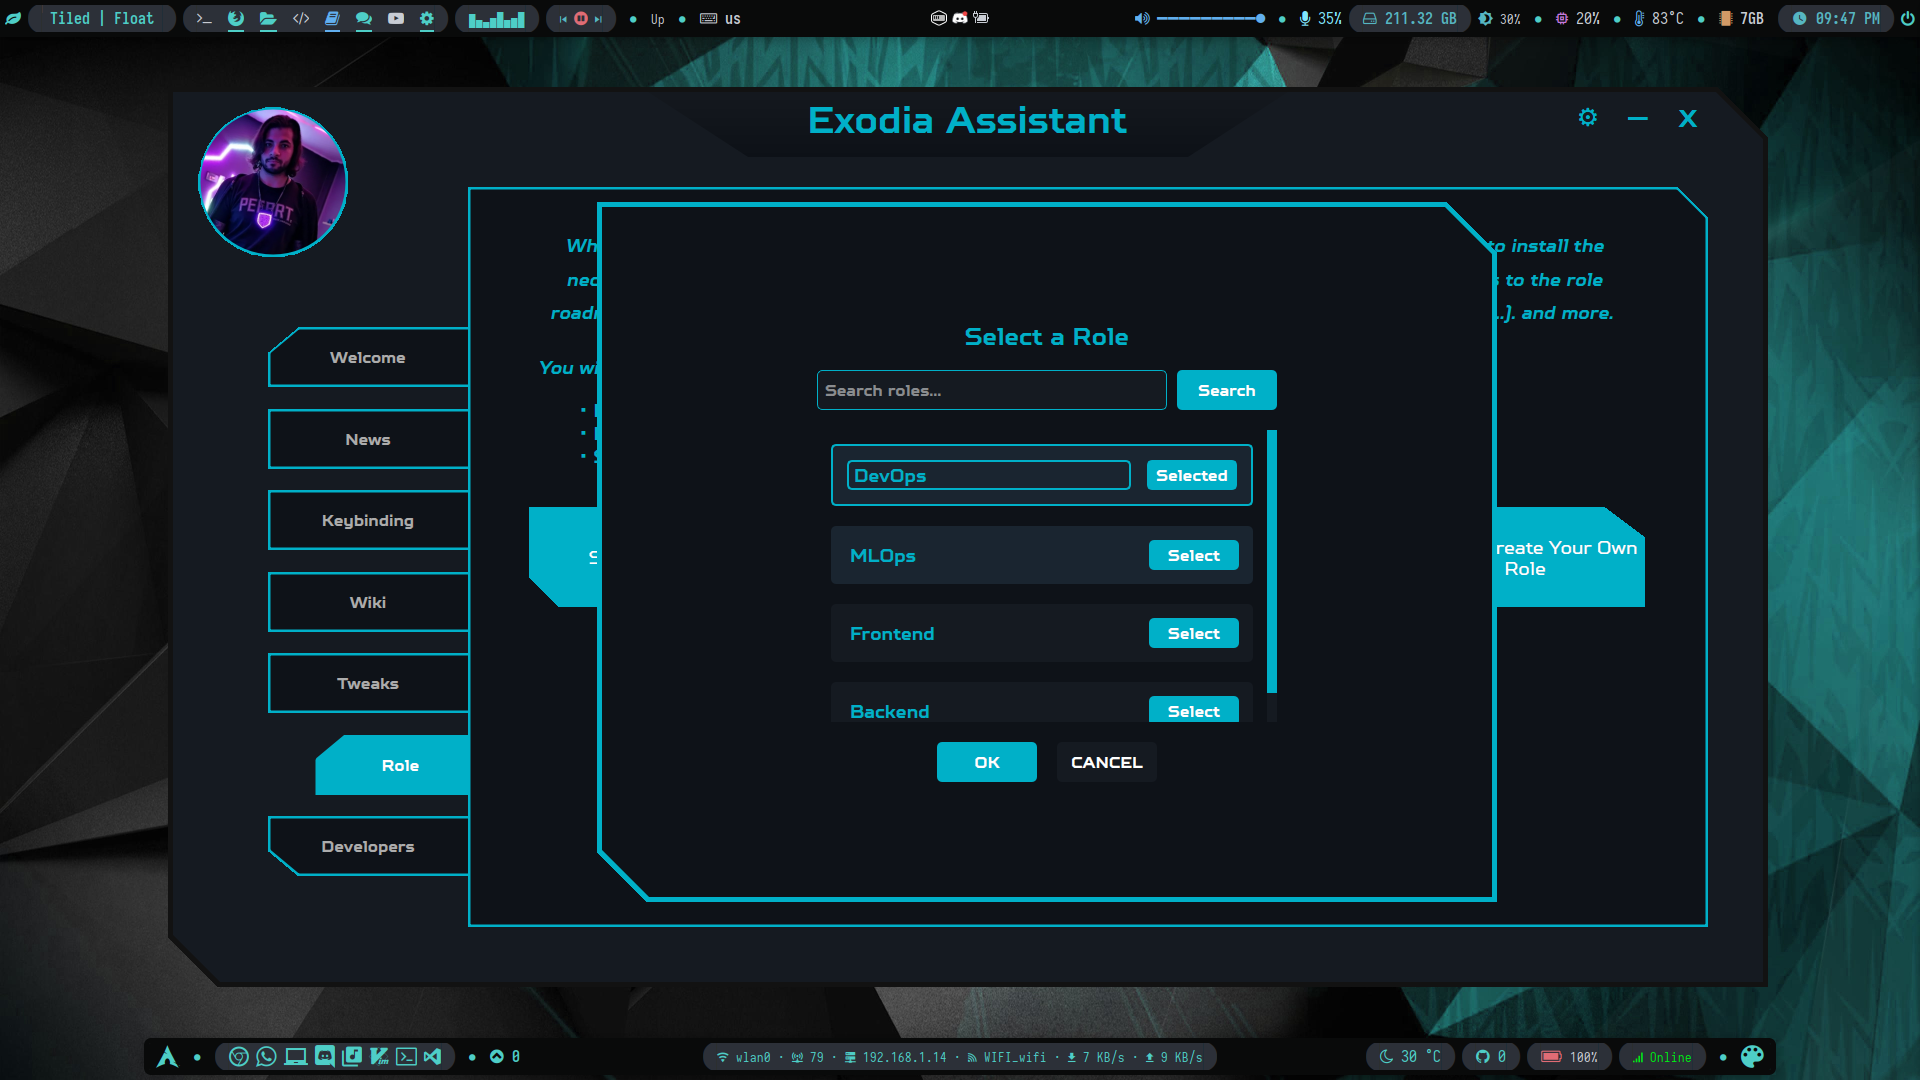 Tiled | Float
Up
us
35%
211.32 GB
30%
20%
83°C
7GB
09:47 PM
Exodia Assistant
X
Welcome
News
Keybinding
Wiki
Tweaks
Role
Developers
to install the
to the role
..]. and more.
You wi
Select a Role
Search roles...
Search
DevOps
Selected
MLOps
Select
Frontend
Select
Backend
Select
OK
CANCEL
reate Your Own
Role
0
wlan0 · 79 · 192.168.1.14 · WIFI_wifi · 7 KB/s · 9 KB/s
30 °C
0
100%
Online